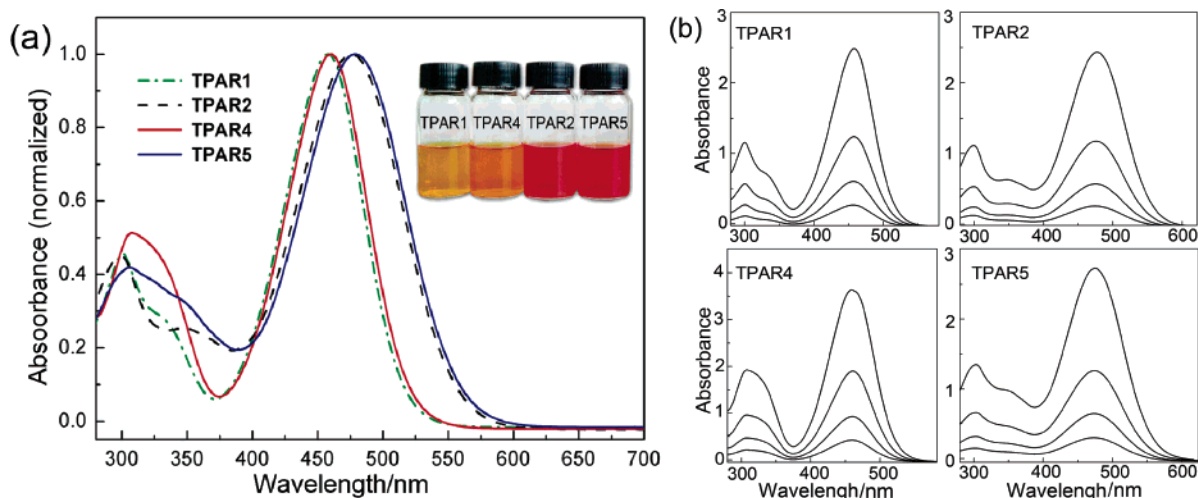 (a)
TPAR1
TPAR2
TPAR4
TPAR5
TPAR1 TPAR4 TPAR2 TPAR5
Absorbance (normalized)
1.0
0.8
0.6
0.4
0.2
0.0
300 350 400 450 500 550 600 650 700
Wavelength/nm
(b)
TPAR1
3
2
1
0
300 400 500
Absorbance
TPAR2
3
2
1
0
300 400 500 600
TPAR4
4
3
2
1
0
300 400 500
Absorbance
Wavelengh/nm
TPAR5
3
2
1
0
300 400 500 600
Wavelengh/nm